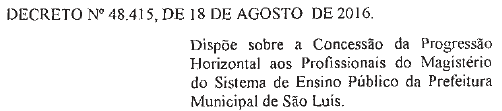 DECRETO Nº 48.415, DE 18 DE AGOSTO DE 2016.
Dispõe sobre a Concessão da Progressão
Horizontal aos Profissionais do Magistério
do Sistema de Ensino Público da Prefeitura
Municipal de São Luís.